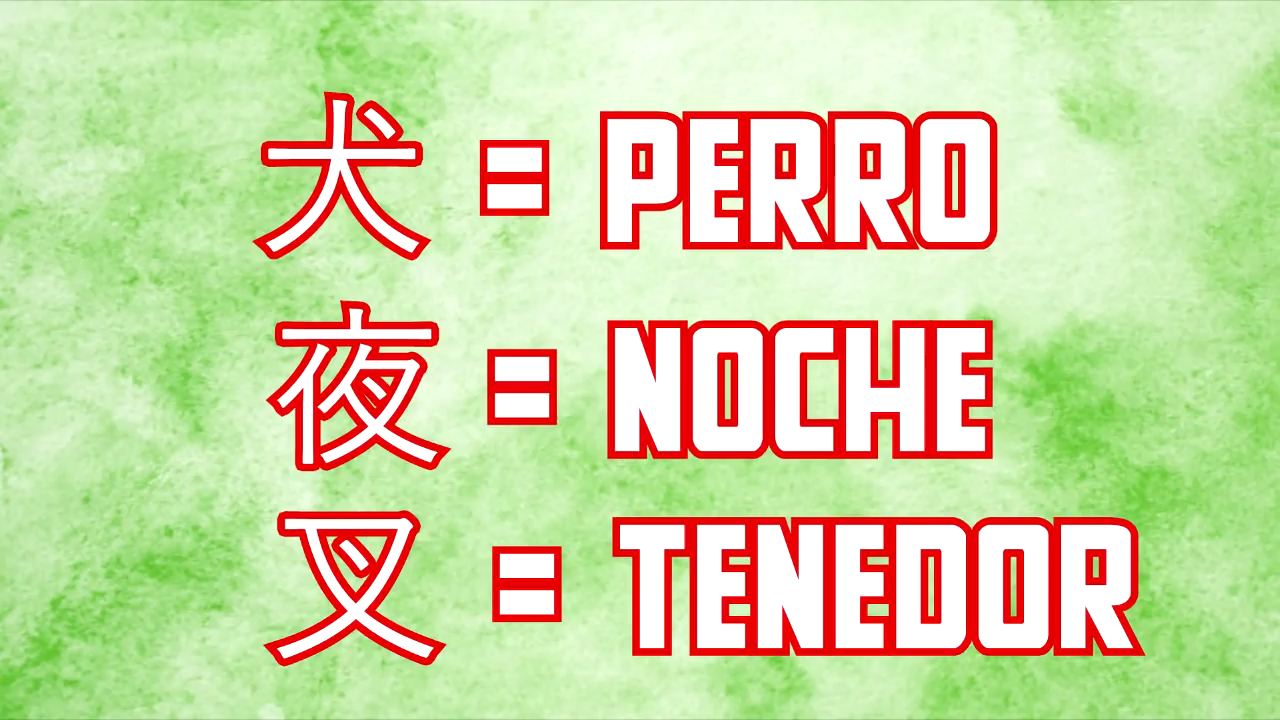 犬 = PERRO
夜 = NOCHE
叉 = TENEDOR